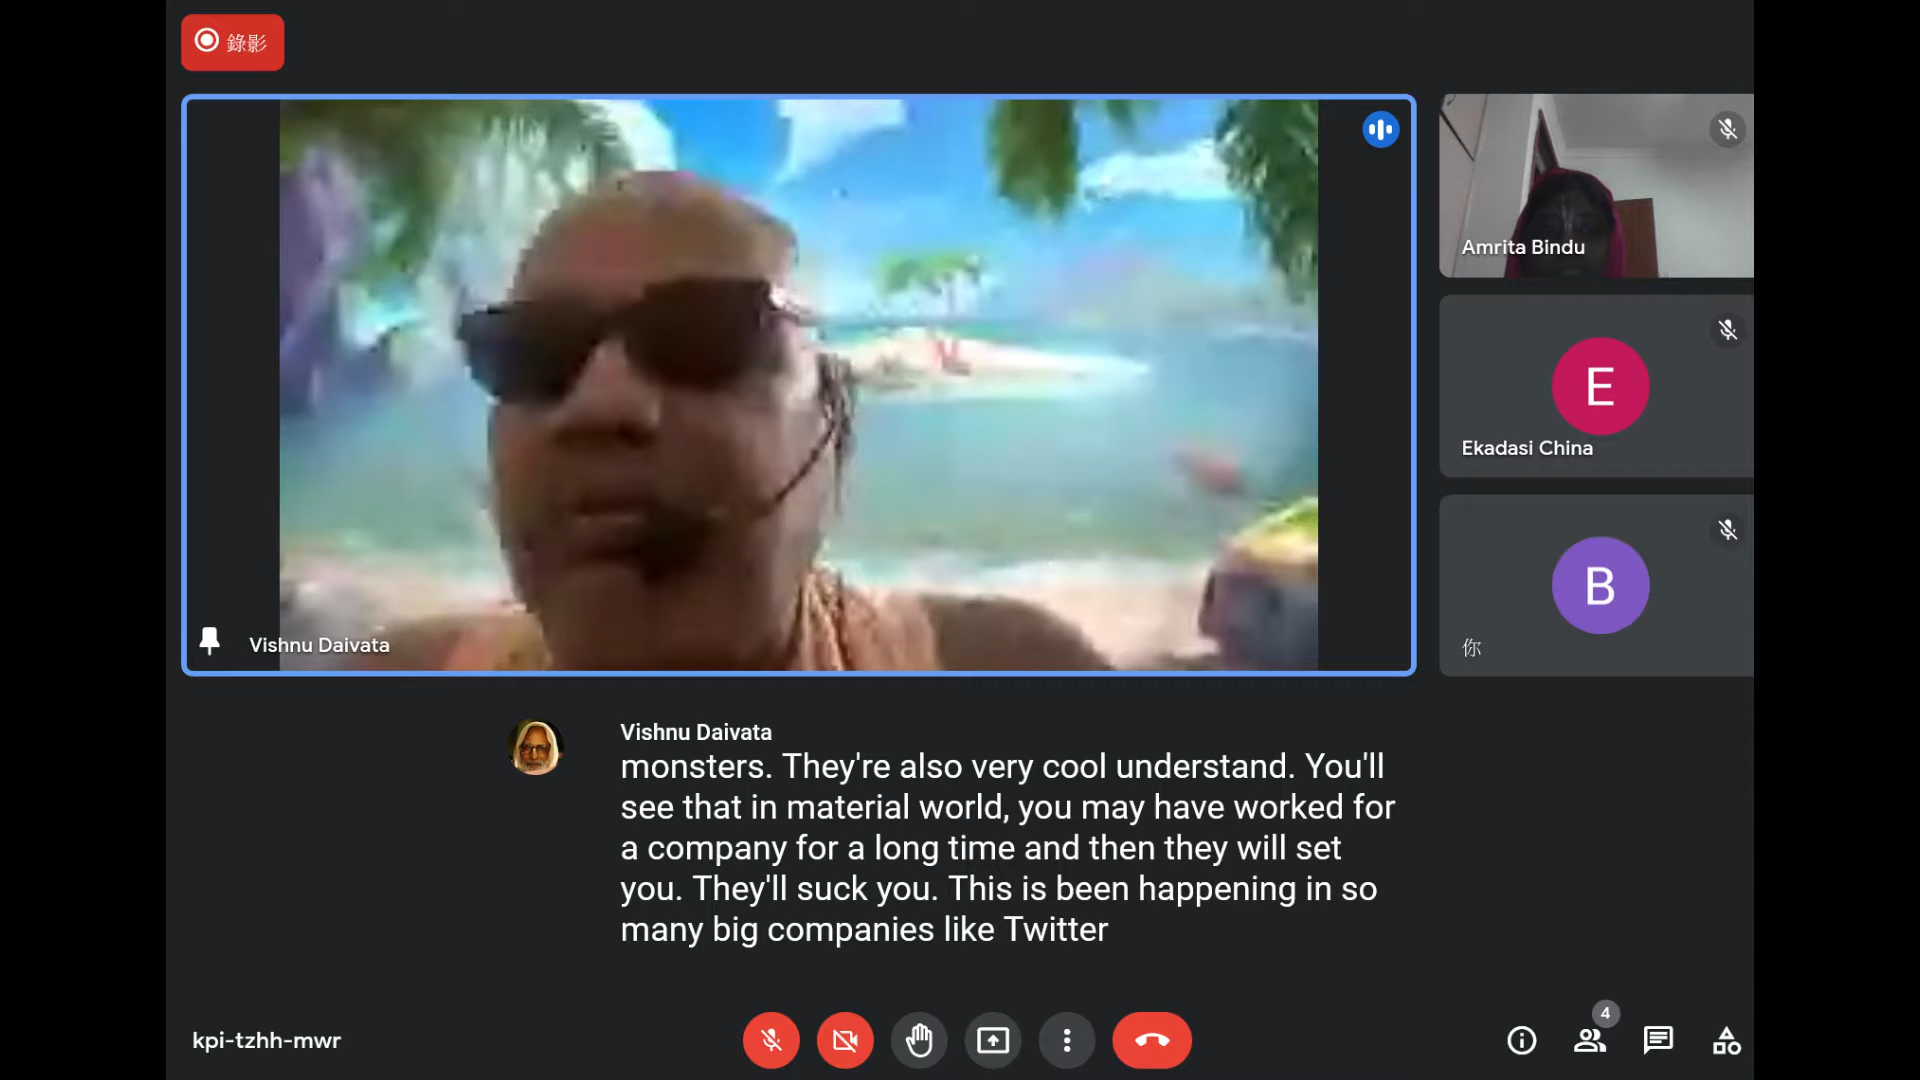 錄影
Amrita Bindu
E
Ekadasi China
B
你
Vishnu Daivata
Vishnu Daivata
monsters. They're also very cool understand. You'll
see that in material world, you may have worked for
a company for a long time and then they will set
you. They'll suck you. This is been happening in so
many big companies like Twitter
kpi-tzhh-mwr
4